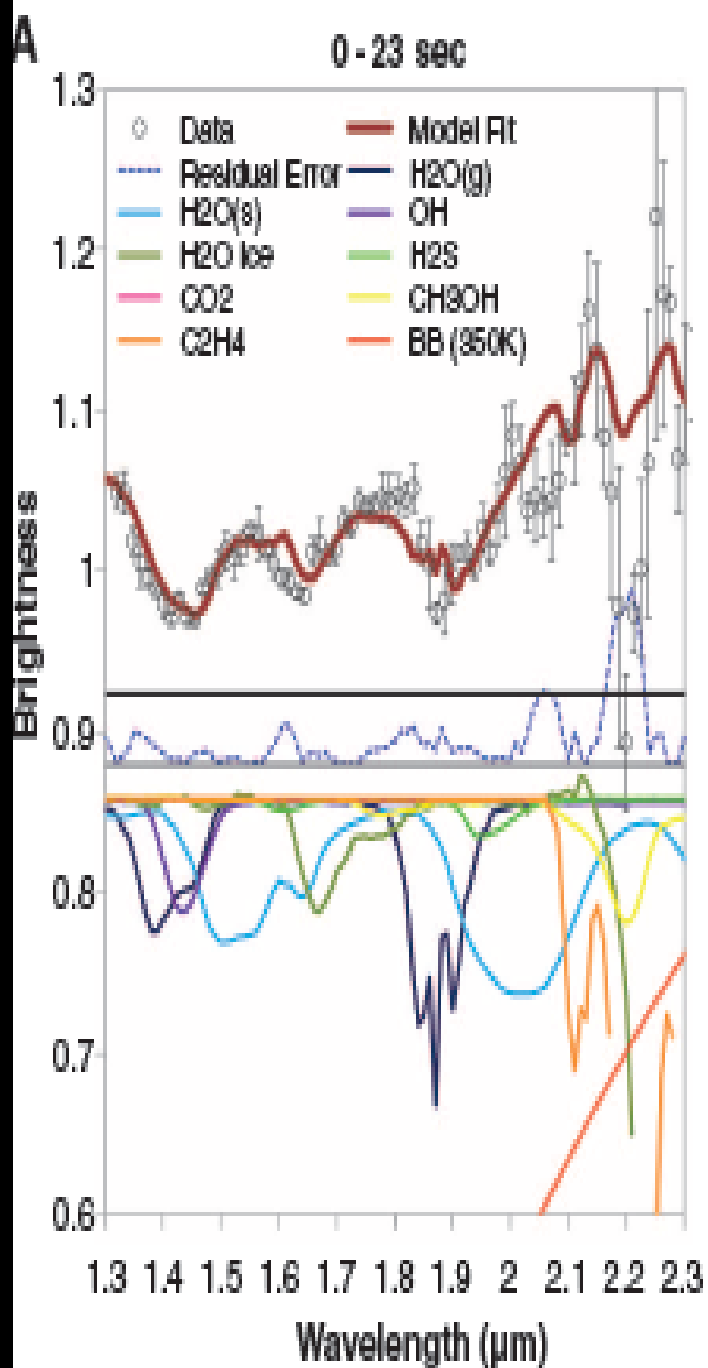 A
0 - 23 sec
1.3
Data
Model Fit
Residual Error
H2O(g)
H2O(s)
OH
1.2
H2O Ice
H2S
CO2
CH3OH
C2H4
BB (350K)
1.1
1
0.9
0.8
0.7
0.6
Brightness
1.3 1.4 1.5 1.6 1.7 1.8 1.9 2 2.1 2.2 2.3
Wavelength (µm)